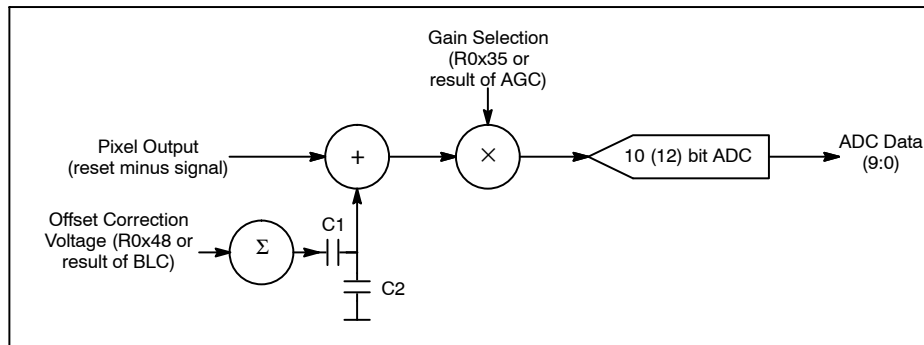 Gain Selection
(R0x35 or
result of AGC)
Pixel Output
(reset minus signal)
+
×
10 (12) bit ADC
ADC Data
(9:0)
Offset Correction
Voltage (R0x48 or
result of BLC)
Σ
C1
C2